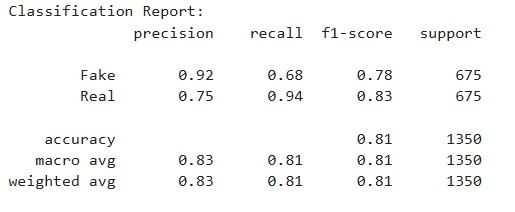 Classification Report:
precision recall f1-score support
Fake 0.92 0.68 0.78 675
Real 0.75 0.94 0.83 675
accuracy 0.81 1350
macro avg 0.83 0.81 0.81 1350
weighted avg 0.83 0.81 0.81 1350